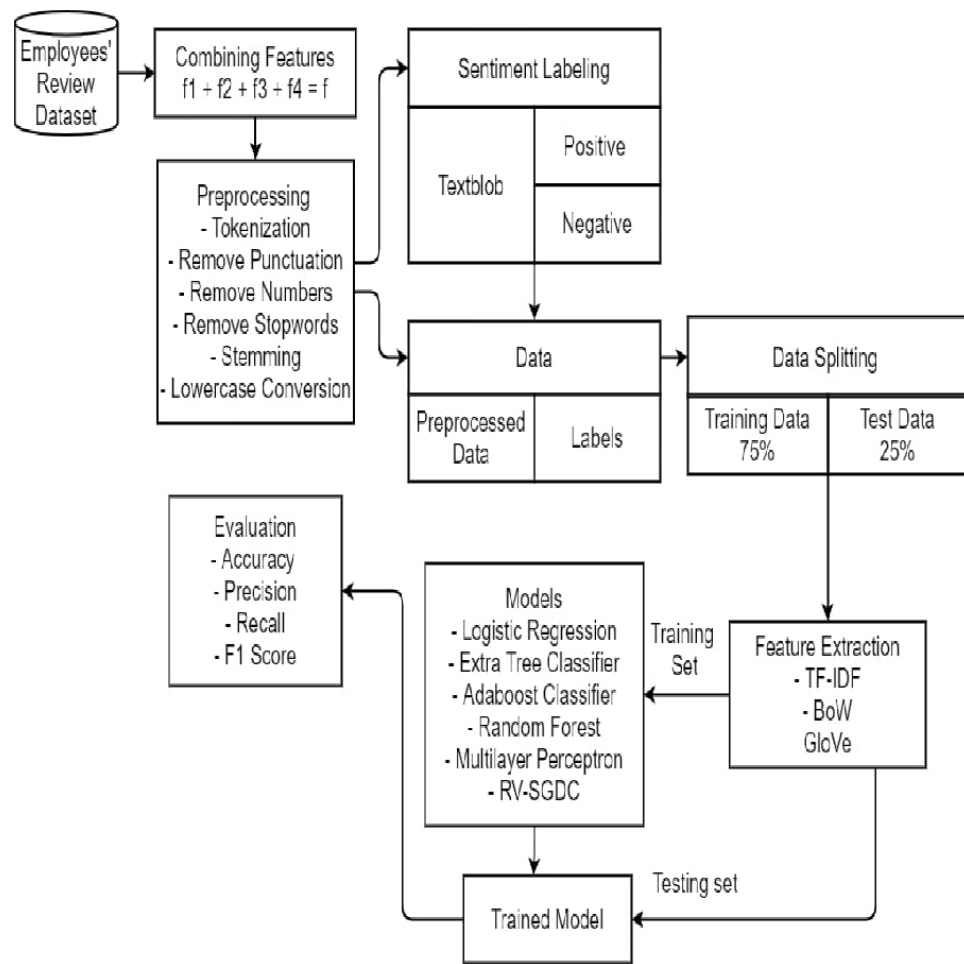 Employees'
Review
Dataset
Combining Features
f1 + f2 + f3 + f4 = f
Preprocessing
- Tokenization
- Remove Punctuation
- Remove Numbers
- Remove Stopwords
- Stemming
- Lowercase Conversion
Sentiment Labeling
Textblob
Positive
Negative
Data
Preprocessed
Data
Labels
Data Splitting
Training Data
75%
Test Data
25%
Feature Extraction
- TF-IDF
- BoW
GloVe
Training
Set
Models
- Logistic Regression
- Extra Tree Classifier
- Adaboost Classifier
- Random Forest
- Multilayer Perceptron
- RV-SGDC
Testing set
Trained Model
Evaluation
- Accuracy
- Precision
- Recall
- F1 Score